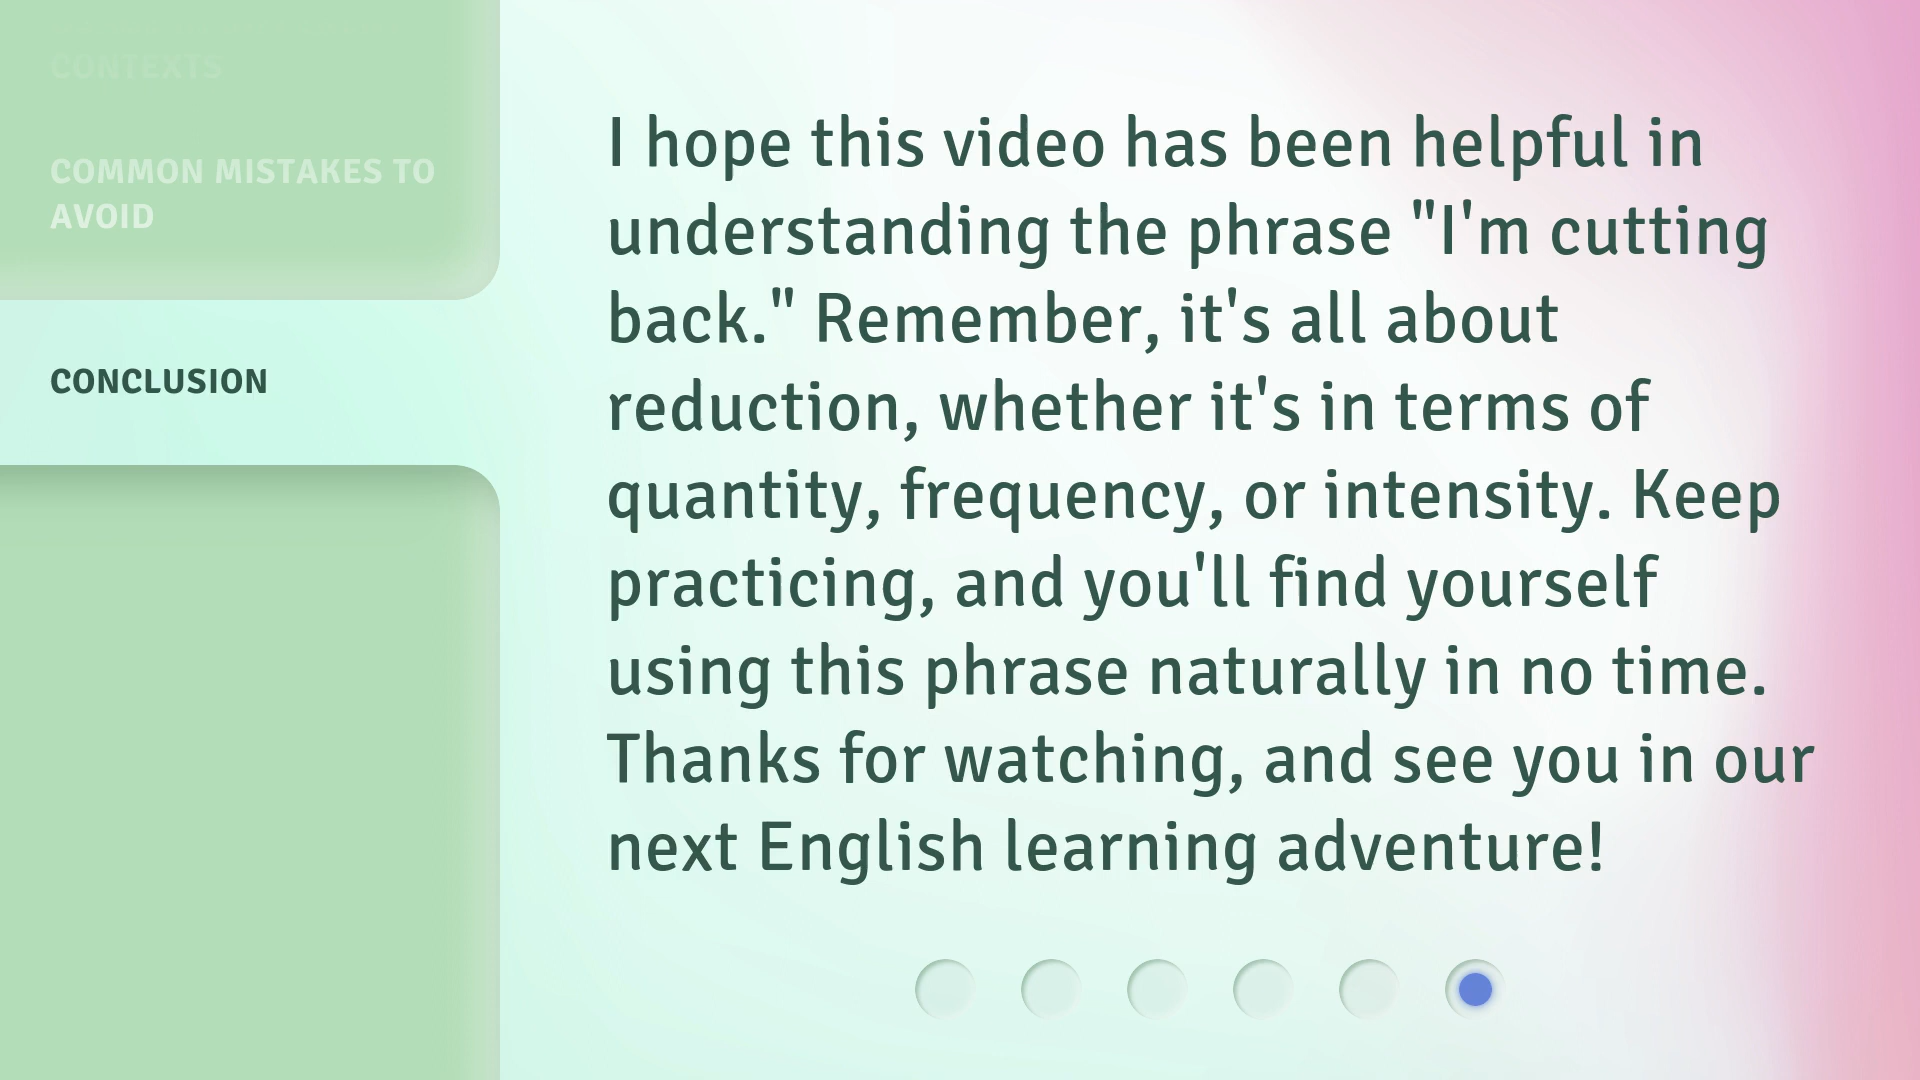 CONTEXTS
COMMON MISTAKES TO
AVOID
CONCLUSION
I hope this video has been helpful in
understanding the phrase "I'm cutting
back." Remember, it's all about
reduction, whether it's in terms of
quantity, frequency, or intensity. Keep
practicing, and you'll find yourself
using this phrase naturally in no time.
Thanks for watching, and see you in our
next English learning adventure!